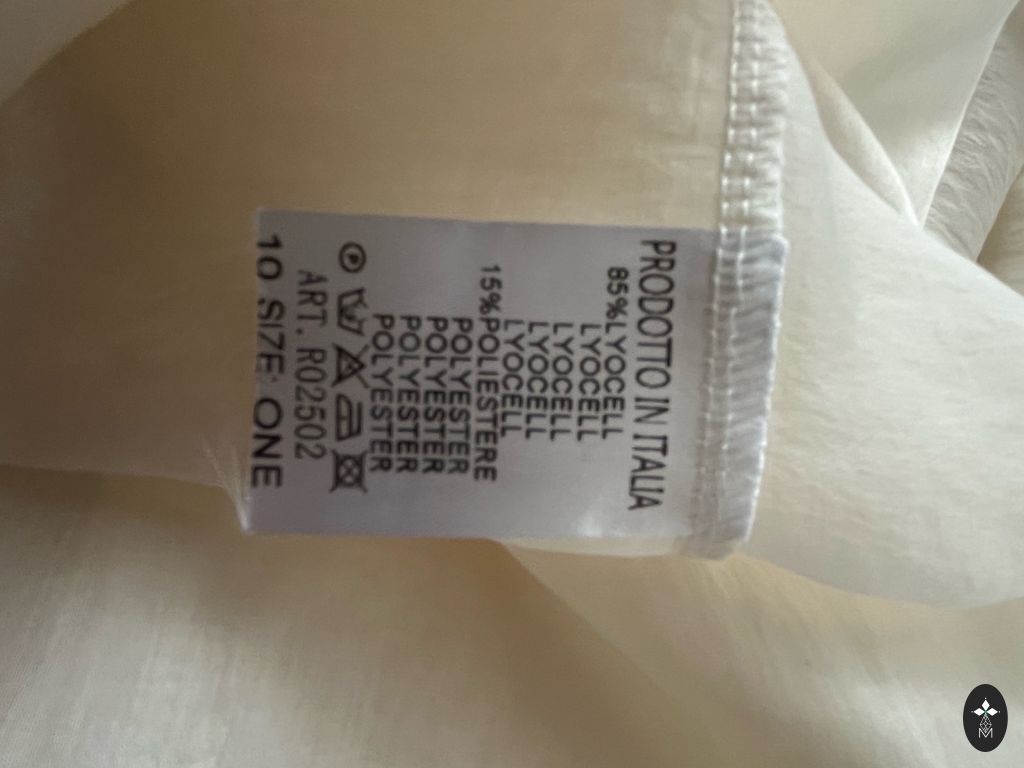 PRODOTTO IN ITALIA
85%LYOCELL
LYOCELL
LYOCELL
LYOCELL
LYOCELL
15%POLIESTERE
POLYESTER
POLYESTER
POLYESTER
POLYESTER
P
ART. R02502
10 SIZE: ONE